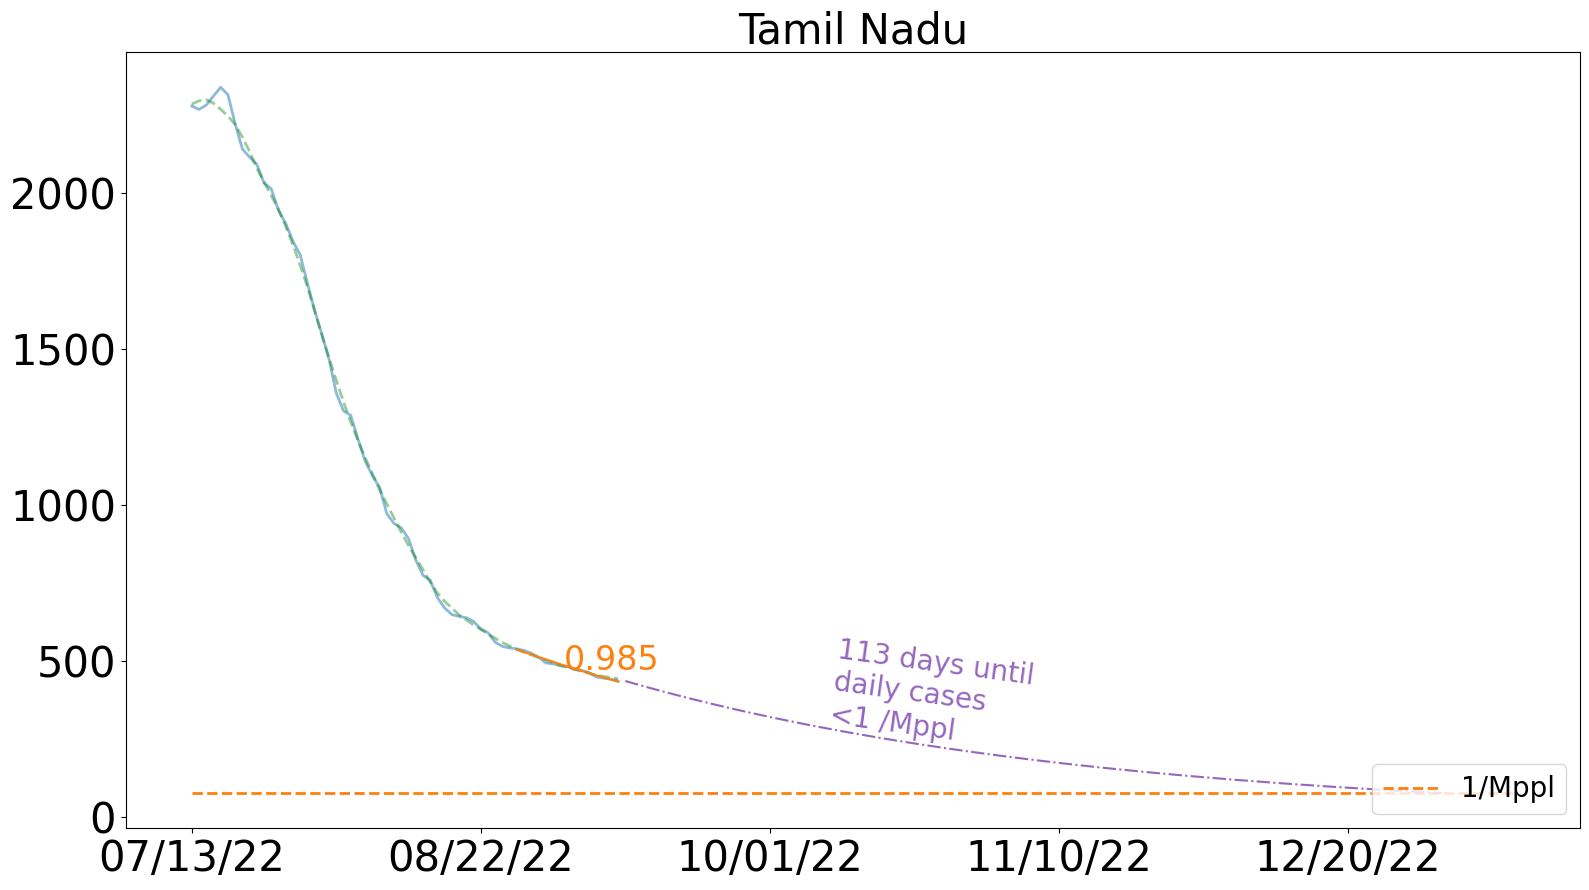 Tamil Nadu
2000
1500
1000
500
0
0.985
113 days until
daily cases
<1 /Mppl
1/Mppl
07/13/22
08/22/22
10/01/22
11/10/22
12/20/22